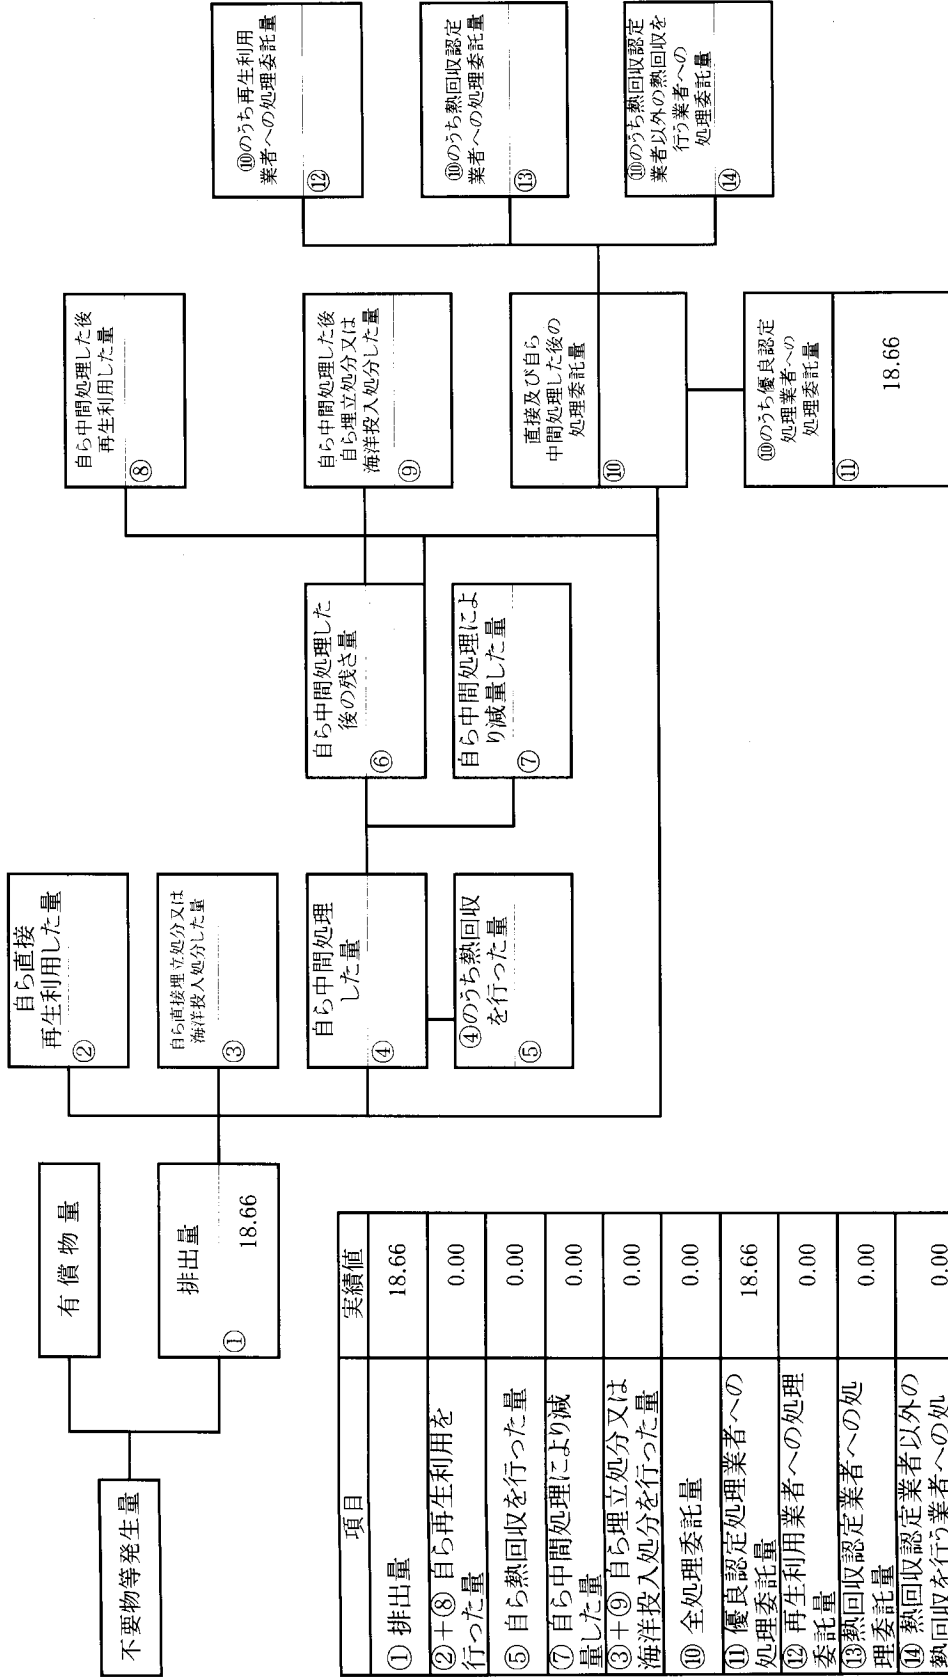 不要物等発生量
有償物量
排出量
①
18.66
自ら直接
再生利用した量
②
自ら直接埋立処分又は
海洋投入処分した量
③
自ら中間処理
した量
④
④のうち熱回収
を行った量
⑤
自ら中間処理した
後の残さ量
⑥
自ら中間処理によ
り減量した量
⑦
自ら中間処理した後
再生利用した量
⑧
自ら中間処理した後
自ら埋立処分又は
海洋投入処分した量
⑨
直接及び自ら
中間処理した後の
処理委託量
⑩
⑩のうち優良認定
処理業者への
処理委託量
⑪
18.66
⑩のうち再生利用
業者への処理委託量
⑫
⑩のうち熱回収認定
業者への処理委託量
⑬
⑩のうち熱回収認定
業者以外の熱回収を
行う業者への
処理委託量
⑭
項目 実績値
① 排出量 18.66
②+⑧ 自ら再生利用を
行った量 0.00
⑤ 自ら熱回収を行った量 0.00
⑦ 自ら中間処理により減
量した量 0.00
③+⑨ 自ら埋立処分又は
海洋投入処分を行った量 0.00
⑩ 全処理委託量 0.00
⑪ 優良認定処理業者への
処理委託量 18.66
⑫ 再生利用業者への処理
委託量 0.00
⑬熱回収認定業者への処
理委託量 0.00
⑭ 熱回収認定業者以外の
熱回収を行う業者への処 0.00